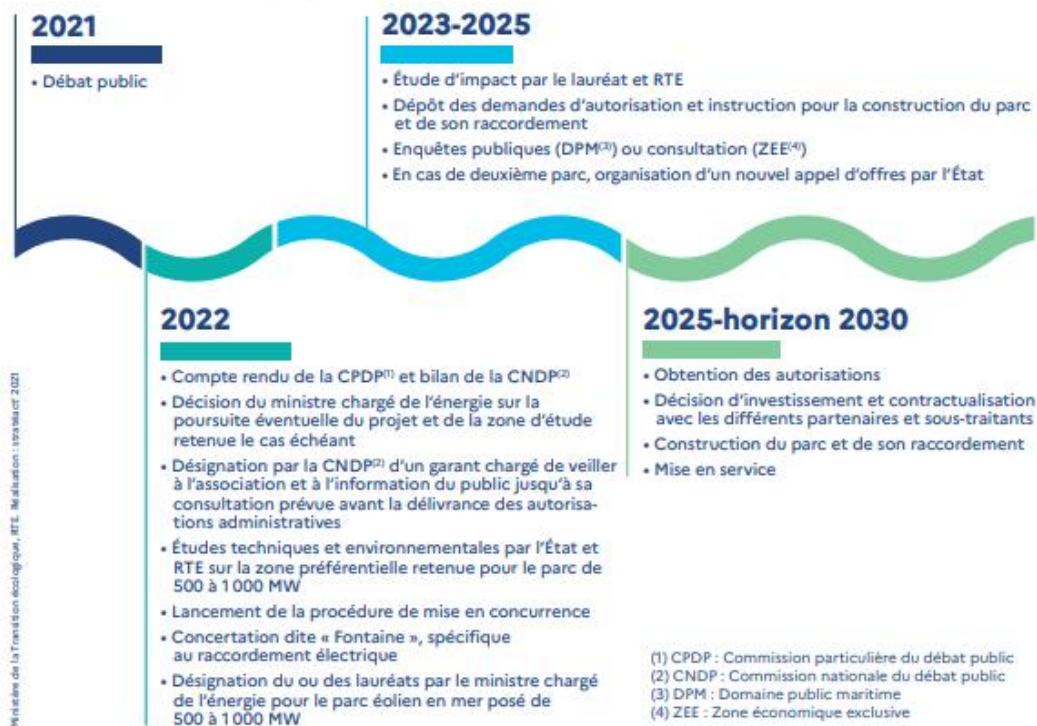 2021
• Débat public
2023-2025
• Étude d'impact par le lauréat et RTE
• Dépôt des demandes d'autorisation et instruction pour la construction du parc
et de son raccordement
• Enquêtes publiques (DPM⁽³⁾) ou consultation (ZEE⁽⁴⁾)
• En cas de deuxième parc, organisation d'un nouvel appel d'offres par l'État
2022
• Compte rendu de la CPDP⁽¹⁾ et bilan de la CNDP⁽²⁾
• Décision du ministre chargé de l'énergie sur la
poursuite éventuelle du projet et de la zone d'étude
retenue le cas échéant
• Désignation par la CNDP⁽²⁾ d'un garant chargé de veiller
à l'association et à l'information du public jusqu'à sa
consultation prévue avant la délivrance des autorisa-
tions administratives
• Études techniques et environnementales par l'État et
RTE sur la zone préférentielle retenue pour le parc de
500 à 1 000 MW
• Lancement de la procédure de mise en concurrence
• Concertation dite « Fontaine », spécifique
au raccordement électrique
• Désignation du ou des lauréats par le ministre chargé
de l'énergie pour le parc éolien en mer posé de
500 à 1 000 MW
2025-horizon 2030
• Obtention des autorisations
• Décision d'investissement et contractualisation
avec les différents partenaires et sous-traitants
• Construction du parc et de son raccordement
• Mise en service
(1) CPDP : Commission particulière du débat public
(2) CNDP : Commission nationale du débat public
(3) DPM : Domaine public maritime
(4) ZEE : Zone économique exclusive
Ministère de la Transition écologique, RTE. Réalisation : stratéact' 2021